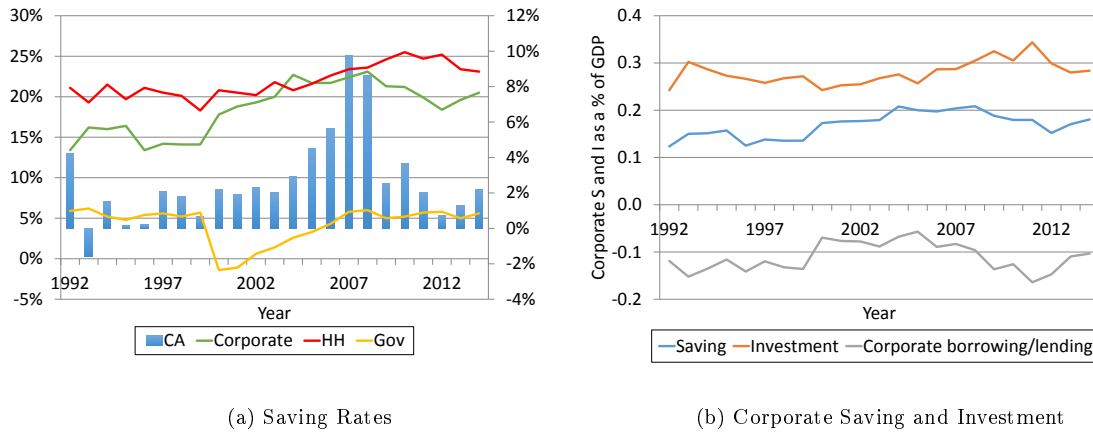 30%
25%
20%
15%
10%
5%
0%
-5%
12%
10%
8%
6%
4%
2%
0%
-2%
-4%
1992 1997 2002 2007 2012
Year
CA Corporate HH Gov
(a) Saving Rates
Corporate S and I as a % of GDP
0.4
0.3
0.2
0.1
0.0
-0.1
-0.2
1992 1997 2002 2007 2012
Year
Saving Investment Corporate borrowing/lending
(b) Corporate Saving and Investment